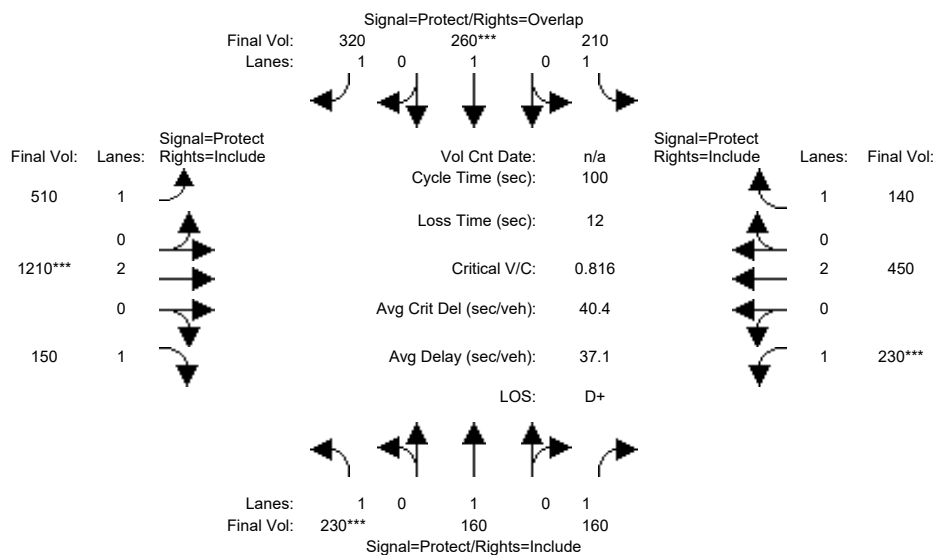 Signal=Protect/Rights=Overlap
Final Vol: 320 260*** 210
Lanes: 1 0 1 0 1
Signal=Protect
Final Vol: Lanes: Rights=Include
Vol Cnt Date: n/a
Signal=Protect
Rights=Include Lanes: Final Vol:
Cycle Time (sec): 100
510 1
1 140
Loss Time (sec): 12
0
0
1210*** 2
Critical V/C: 0.816
2 450
0
Avg Crit Del (sec/veh): 40.4
0
150 1
Avg Delay (sec/veh): 37.1
1 230***
LOS: D+
Lanes: 1 0 1 0 1
Final Vol: 230*** 160 160
Signal=Protect/Rights=Include